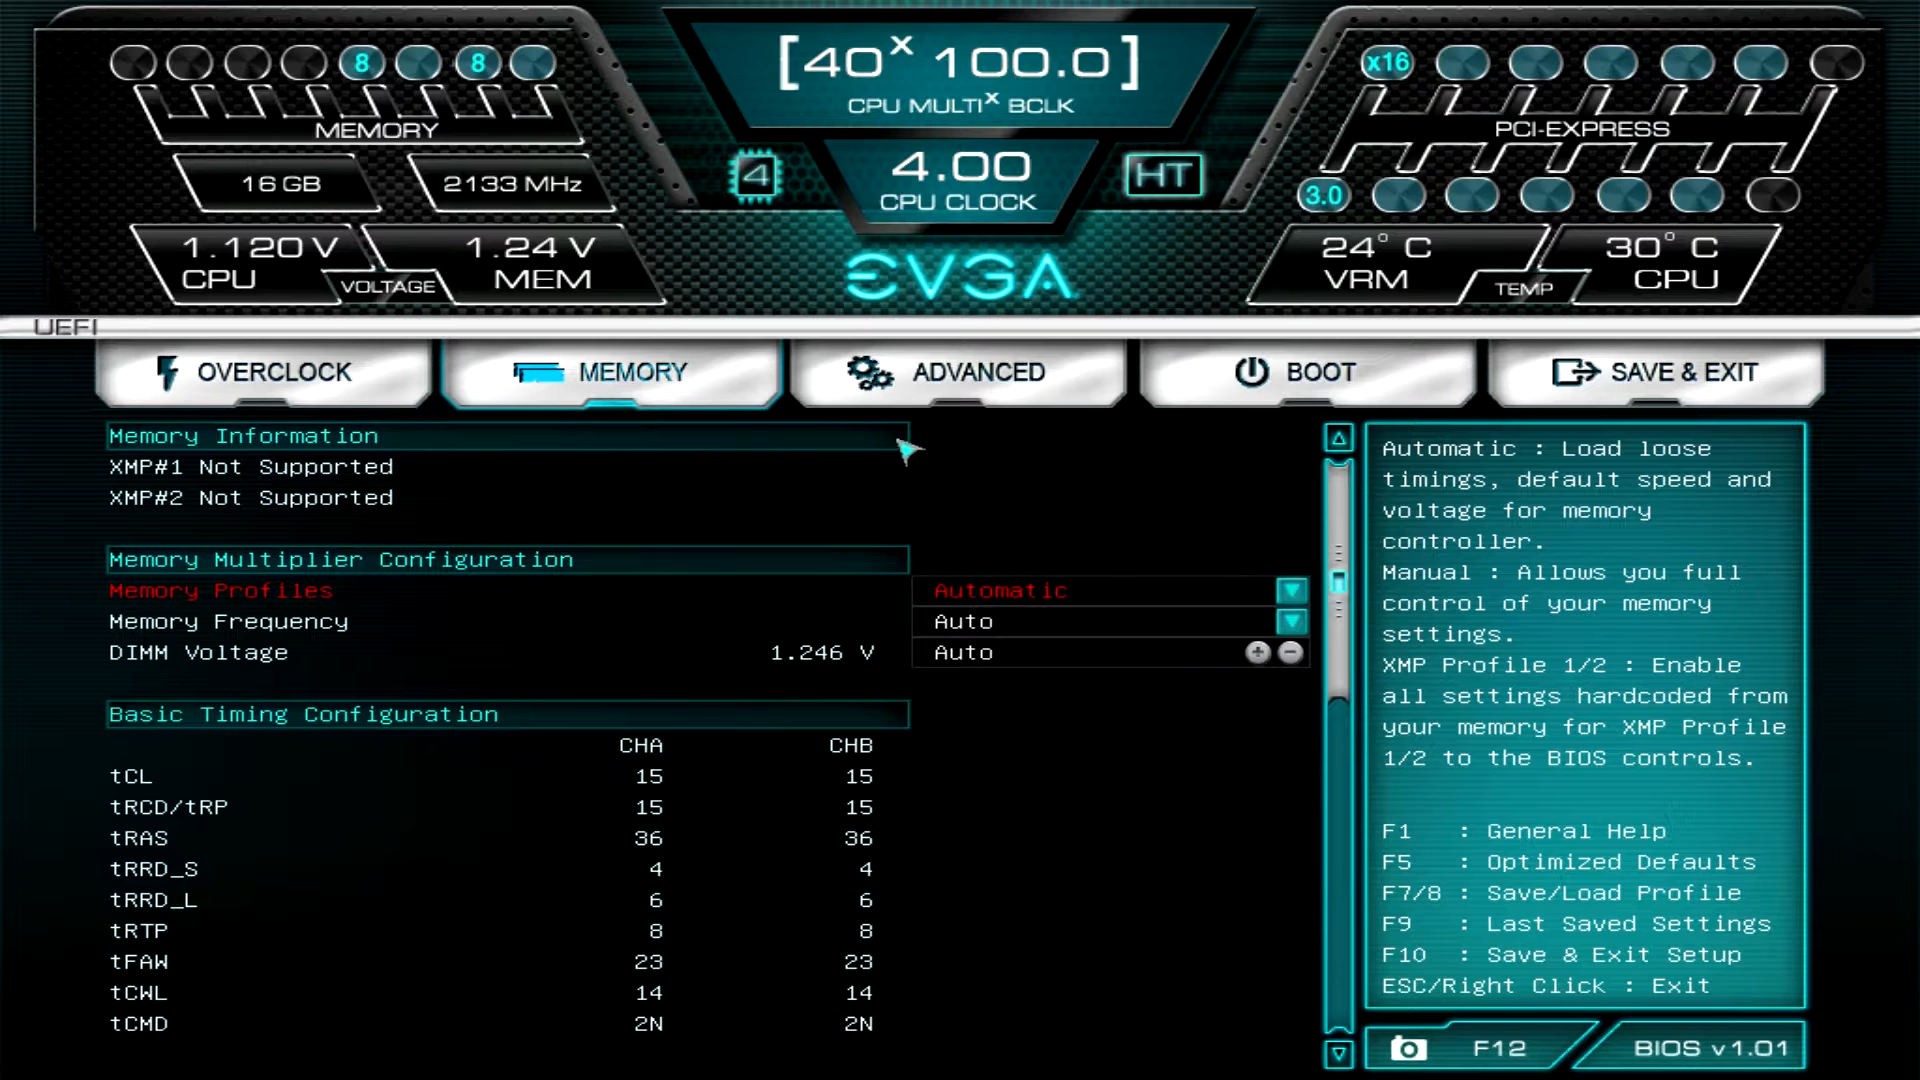 8 8
MEMORY
16 GB 2133 MHz
1.120 V 1.24 V
CPU VOLTAGE MEM
[40x 100.0]
CPU MULTIx BCLK
4 4.00 HT
CPU CLOCK
EVGA
x16
PCI-EXPRESS
3.0
24° C 30° C
VRM TEMP CPU
UEFI
OVERCLOCK MEMORY ADVANCED BOOT SAVE & EXIT
Memory Information
XMP#1 Not Supported
XMP#2 Not Supported
Memory Multiplier Configuration
Memory Profiles Automatic
Memory Frequency Auto
DIMM Voltage 1.246 V Auto
Basic Timing Configuration
CHA CHB
tCL 15 15
tRCD/tRP 15 15
tRAS 36 36
tRRD_S 4 4
tRRD_L 6 6
tRTP 8 8
tFAW 23 23
tCWL 14 14
tCMD 2N 2N
Automatic : Load loose
timings, default speed and
voltage for memory
controller.
Manual : Allows you full
control of your memory
settings.
XMP Profile 1/2 : Enable
all settings hardcoded from
your memory for XMP Profile
1/2 to the BIOS controls.
F1 : General Help
F5 : Optimized Defaults
F7/8 : Save/Load Profile
F9 : Last Saved Settings
F10 : Save & Exit Setup
ESC/Right Click : Exit
F12 BIOS v1.01